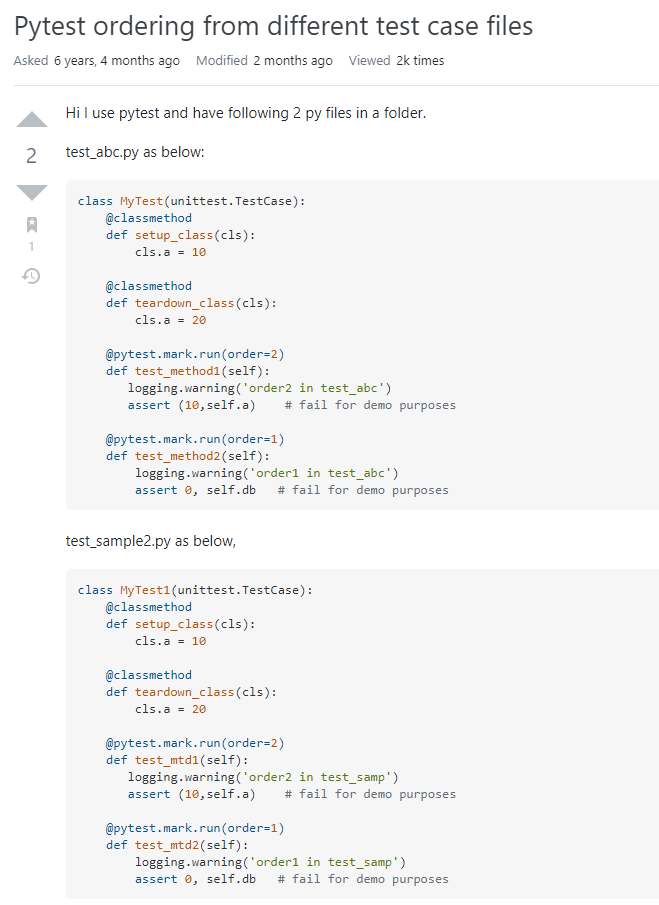 Pytest ordering from different test case files
Asked 6 years, 4 months ago Modified 2 months ago Viewed 2k times
Hi I use pytest and have following 2 py files in a folder.
2
test_abc.py as below:
1
class MyTest(unittest.TestCase):
    @classmethod
    def setup_class(cls):
        cls.a = 10

    @classmethod
    def teardown_class(cls):
        cls.a = 20

    @pytest.mark.run(order=2)
    def test_method1(self):
       logging.warning('order2 in test_abc')
       assert (10,self.a)    # fail for demo purposes

    @pytest.mark.run(order=1)
    def test_method2(self):
        logging.warning('order1 in test_abc')
        assert 0, self.db   # fail for demo purposes
test_sample2.py as below,
class MyTest1(unittest.TestCase):
    @classmethod
    def setup_class(cls):
        cls.a = 10

    @classmethod
    def teardown_class(cls):
        cls.a = 20

    @pytest.mark.run(order=2)
    def test_mtd1(self):
       logging.warning('order2 in test_samp')
       assert (10,self.a)    # fail for demo purposes

    @pytest.mark.run(order=1)
    def test_mtd2(self):
        logging.warning('order1 in test_samp')
        assert 0, self.db   # fail for demo purposes